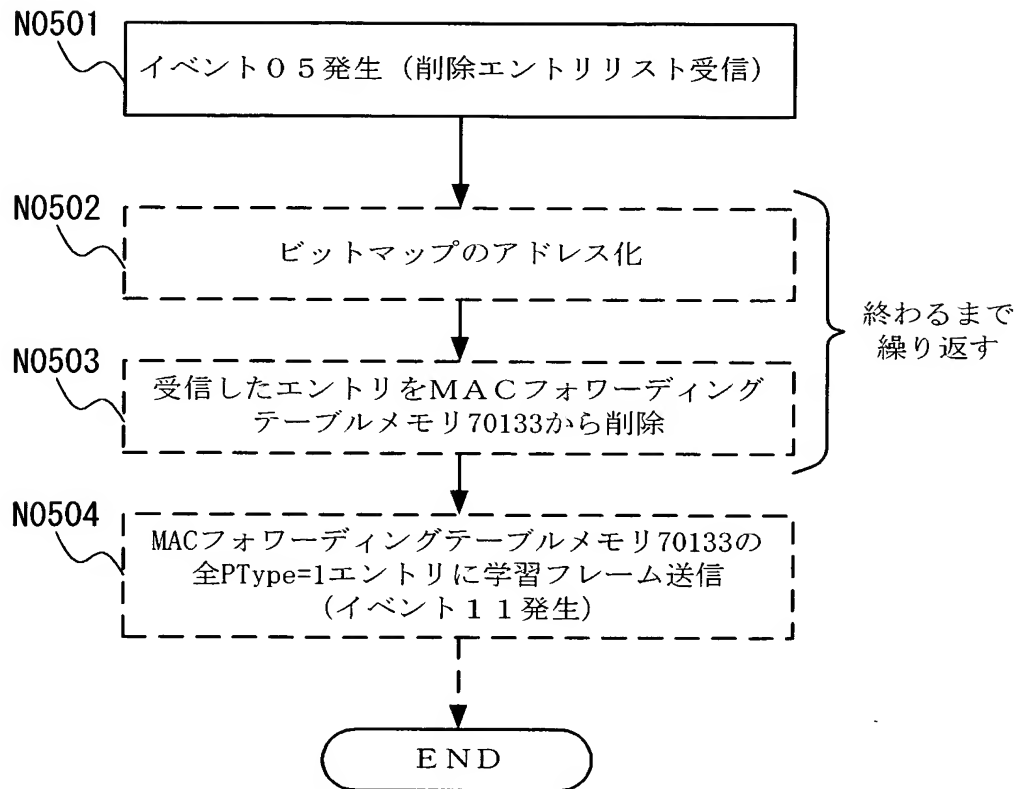 N0501
イベント０５発生（削除エントリリスト受信）
N0502
ビットマップのアドレス化
終わるまで
繰り返す
N0503
受信したエントリをＭＡＣフォワーディング
テーブルメモリ70133から削除
N0504
MACフォワーディングテーブルメモリ70133の
全PType=1エントリに学習フレーム送信
(イベント１１発生)
ＥＮＤ